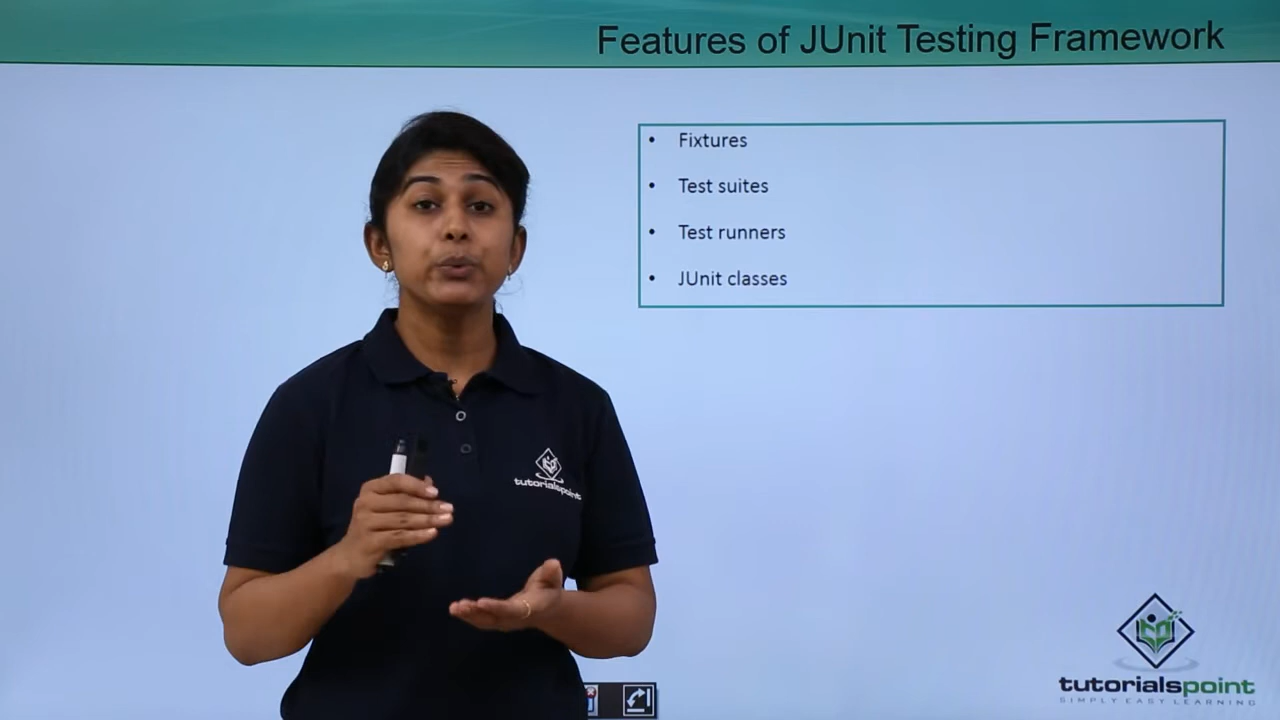 Features of JUnit Testing Framework
• Fixtures
• Test suites
• Test runners
• JUnit classes
tutorialspoint
tutorialspoint
SIMPLY EASY LEARNING